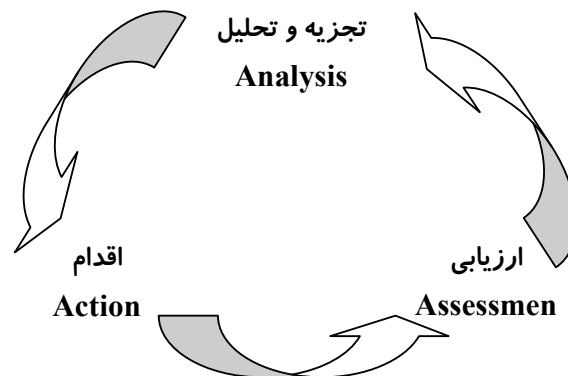 تجزیه و تحلیل
Analysis
اقدام
Action
ارزیابی
Assessmen